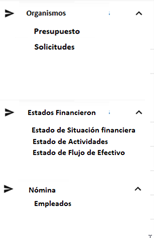 Organismos
Presupuesto
Solicitudes
Estados Financieron
Estado de Situación financiera
Estado de Actividades
Estado de Flujo de Efectivo
Nómina
Empleados